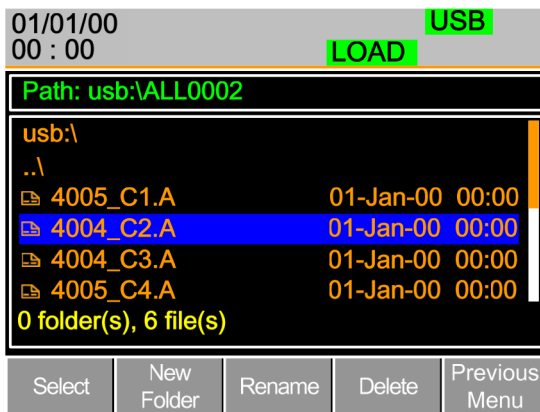 01/01/00 USB
00 : 00 LOAD
Path: usb:\ALL0002
usb:\
..\
4005_C1.A 01-Jan-00 00:00
4004_C2.A 01-Jan-00 00:00
4004_C3.A 01-Jan-00 00:00
4005_C4.A 01-Jan-00 00:00
0 folder(s), 6 file(s)
Select New Folder Rename Delete Previous Menu